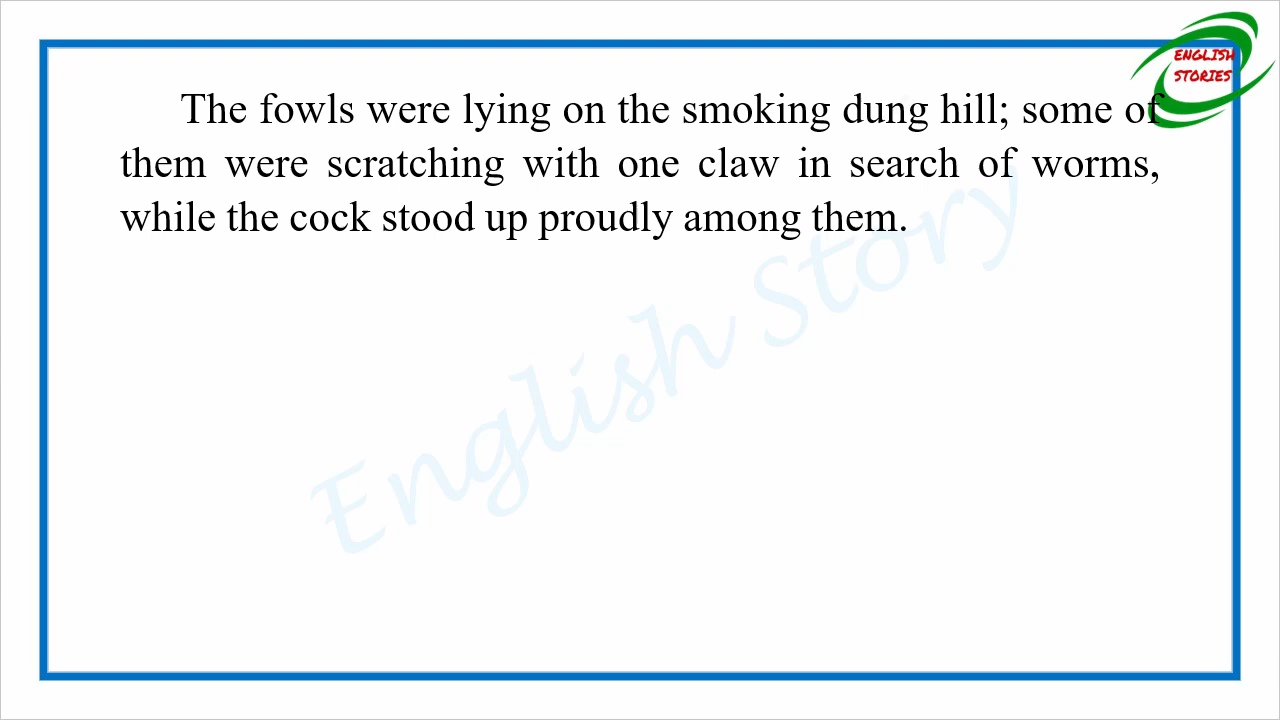 ENGLISH
STORIES
The fowls were lying on the smoking dung hill; some of
them were scratching with one claw in search of worms,
while the cock stood up proudly among them.
English Story